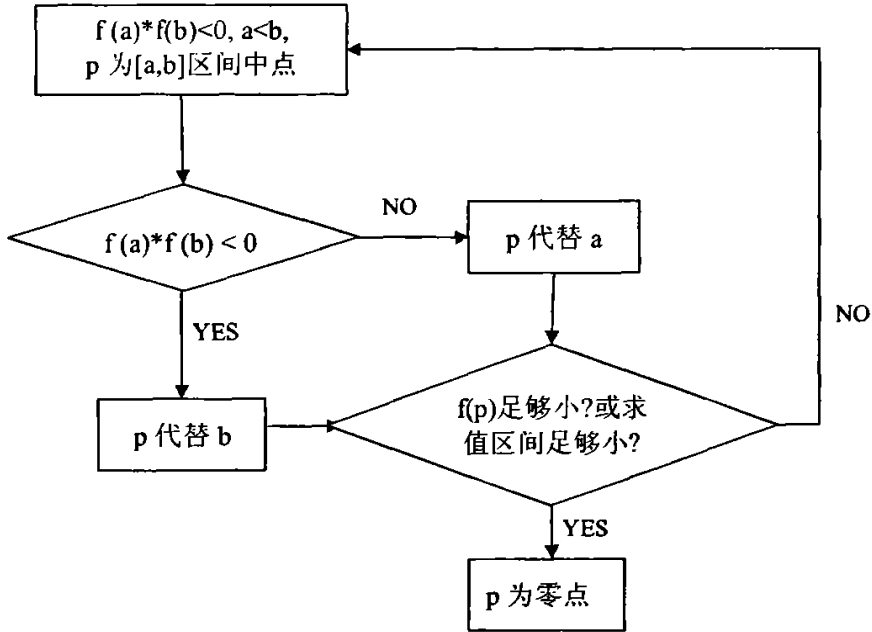 f (a)*f(b)<0, a<b,
p 为[a,b]区间中点
f (a)*f (b) < 0
NO
p 代替 a
YES
NO
p 代替 b
f(p)足够小?或求
值区间足够小?
YES
p 为零点